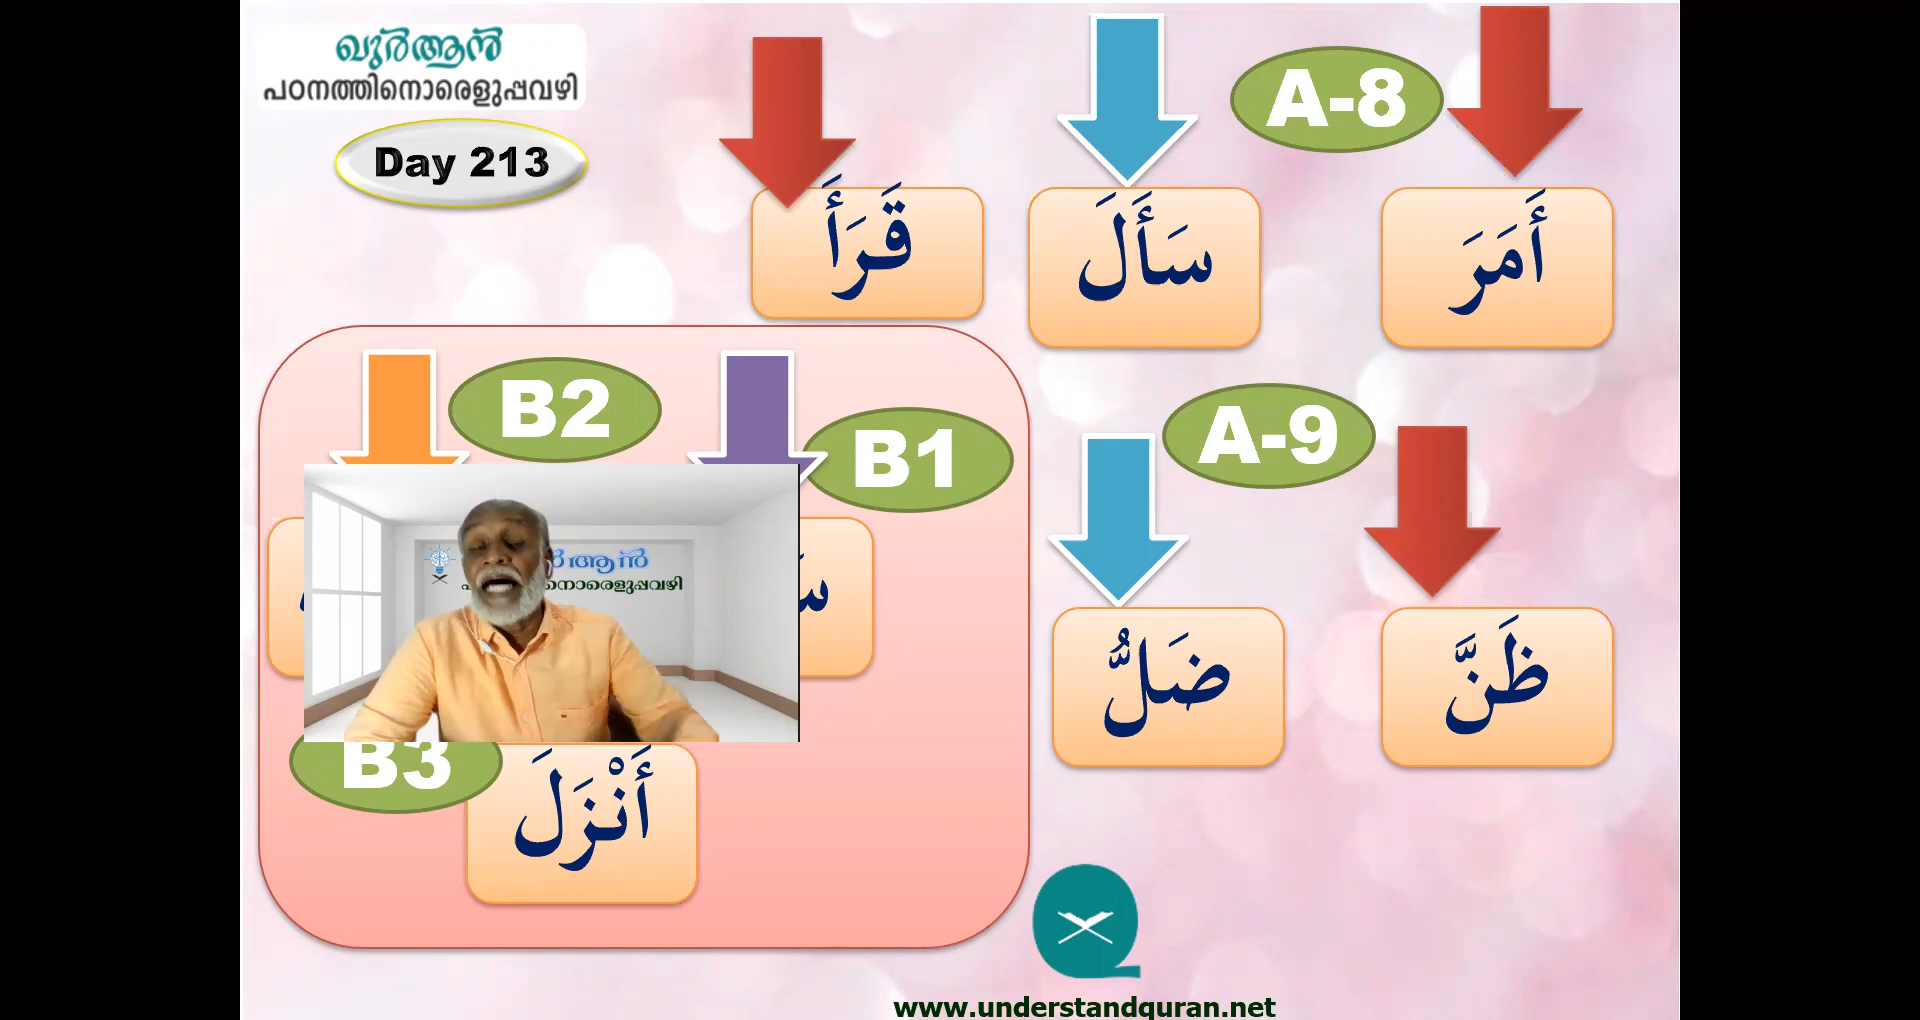 ഖുർആൻ
പഠനത്തിനൊരെളുപ്പവഴി
Day 213
A-8
أَمَرَ
سَأَلَ
قَرَأَ
A-9
ظَنَّ
ضَلُّ
B1
B2
B3
أَنْزَلَ
www.understandquran.net